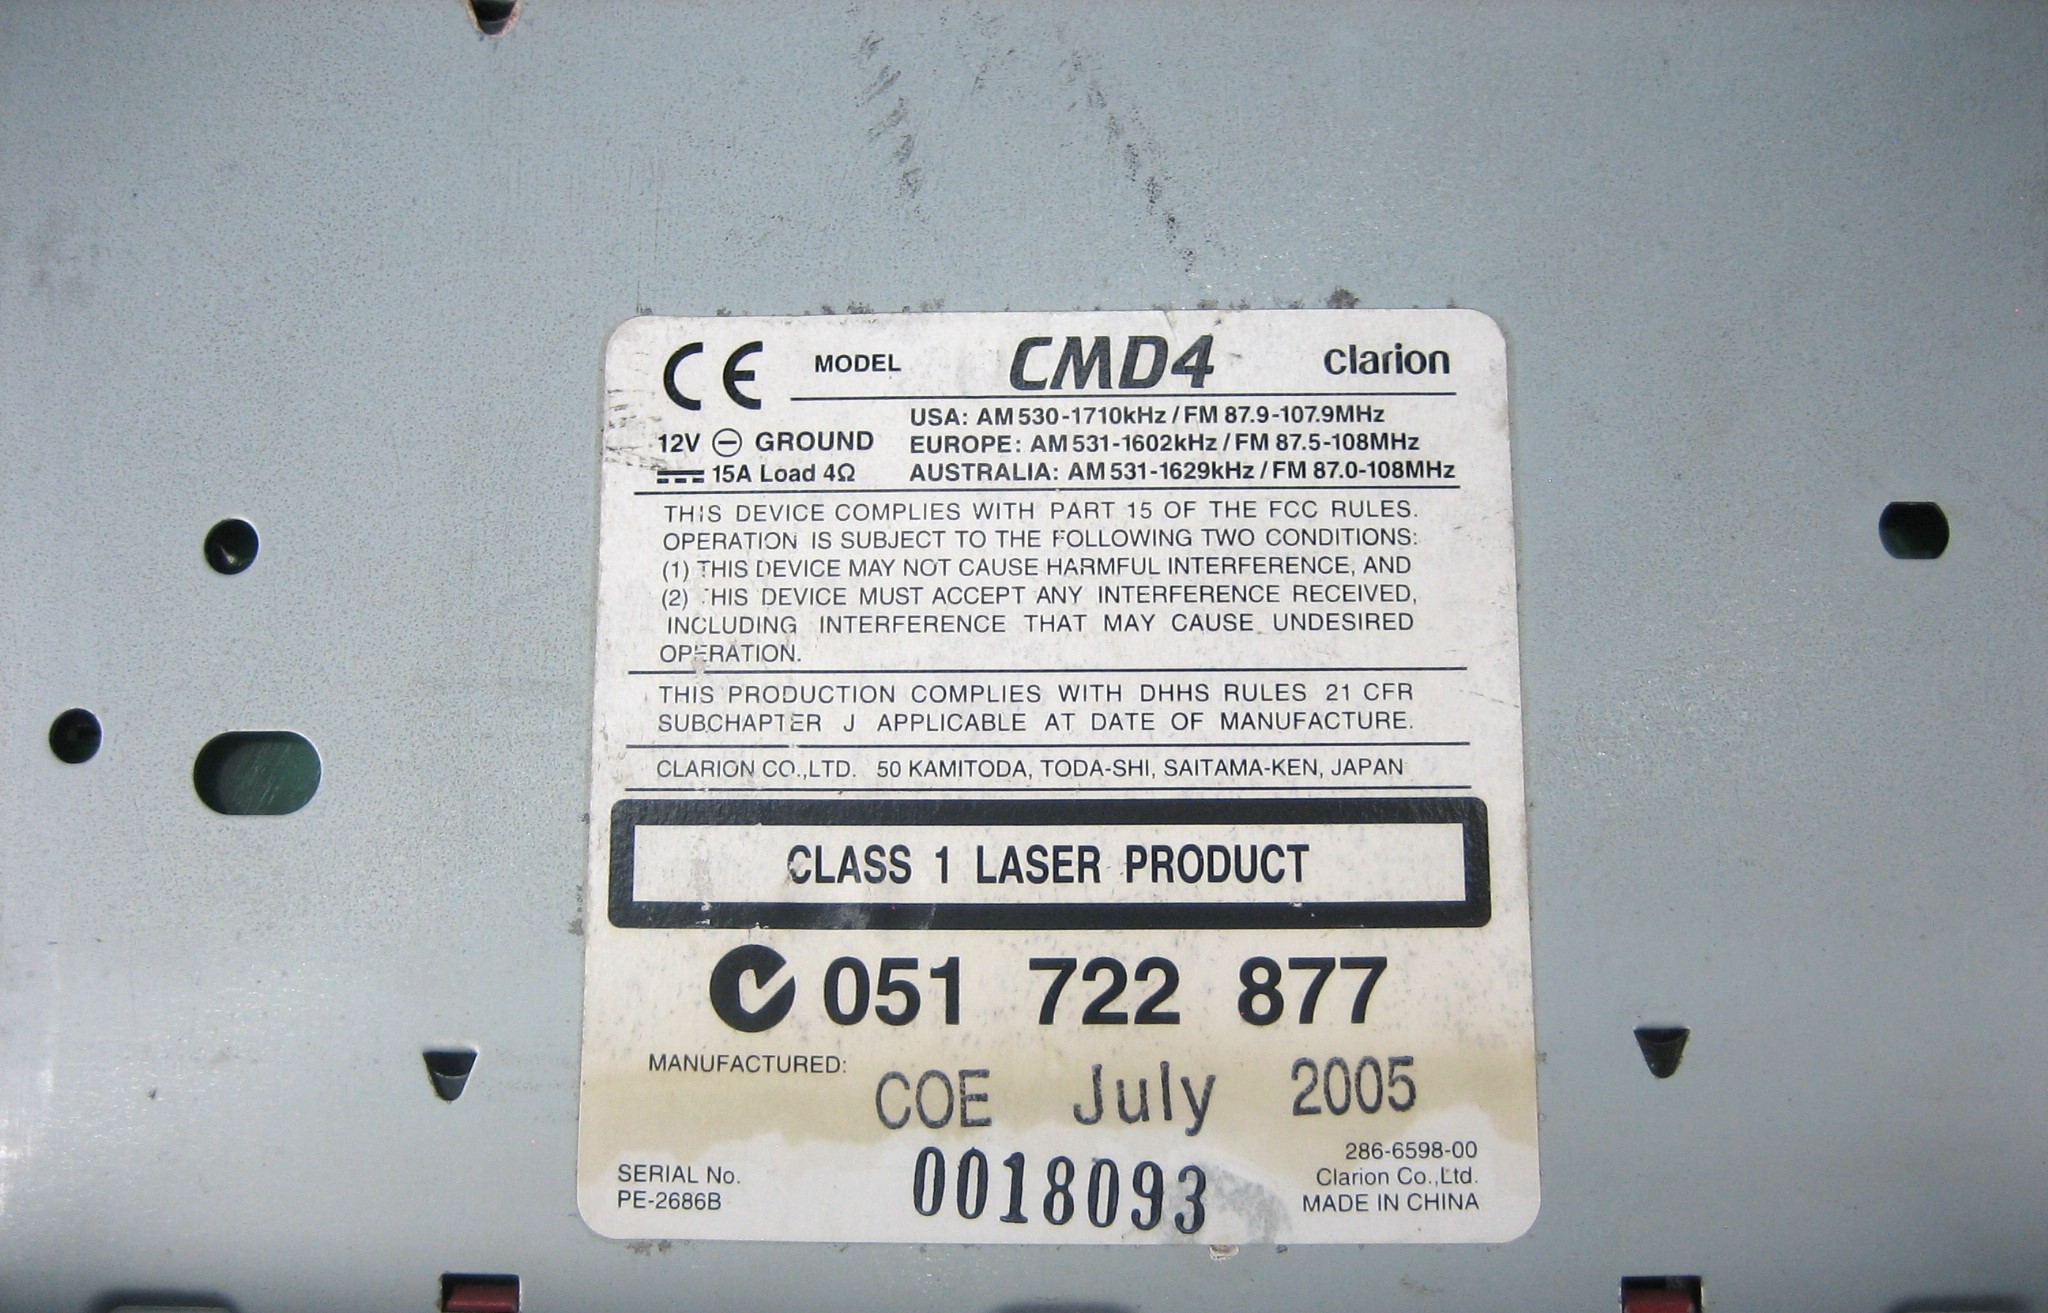 CE MODEL CMD4 Clarion
12V ⊖ GROUND
15A Load 4Ω
USA: AM 530-1710kHz / FM 87.9-107.9MHz
EUROPE: AM 531-1602kHz / FM 87.5-108MHz
AUSTRALIA: AM 531-1629kHz / FM 87.0-108MHz
THIS DEVICE COMPLIES WITH PART 15 OF THE FCC RULES.
OPERATION IS SUBJECT TO THE FOLLOWING TWO CONDITIONS:
(1) THIS DEVICE MAY NOT CAUSE HARMFUL INTERFERENCE, AND
(2) THIS DEVICE MUST ACCEPT ANY INTERFERENCE RECEIVED,
INCLUDING INTERFERENCE THAT MAY CAUSE UNDESIRED
OPERATION.
THIS PRODUCTION COMPLIES WITH DHHS RULES 21 CFR
SUBCHAPTER J APPLICABLE AT DATE OF MANUFACTURE.
CLARION CO.,LTD. 50 KAMITODA, TODA-SHI, SAITAMA-KEN, JAPAN
CLASS 1 LASER PRODUCT
051 722 877
MANUFACTURED: COE July 2005
SERIAL No.
PE-2686B
0018093
286-6598-00
Clarion Co.,Ltd.
MADE IN CHINA